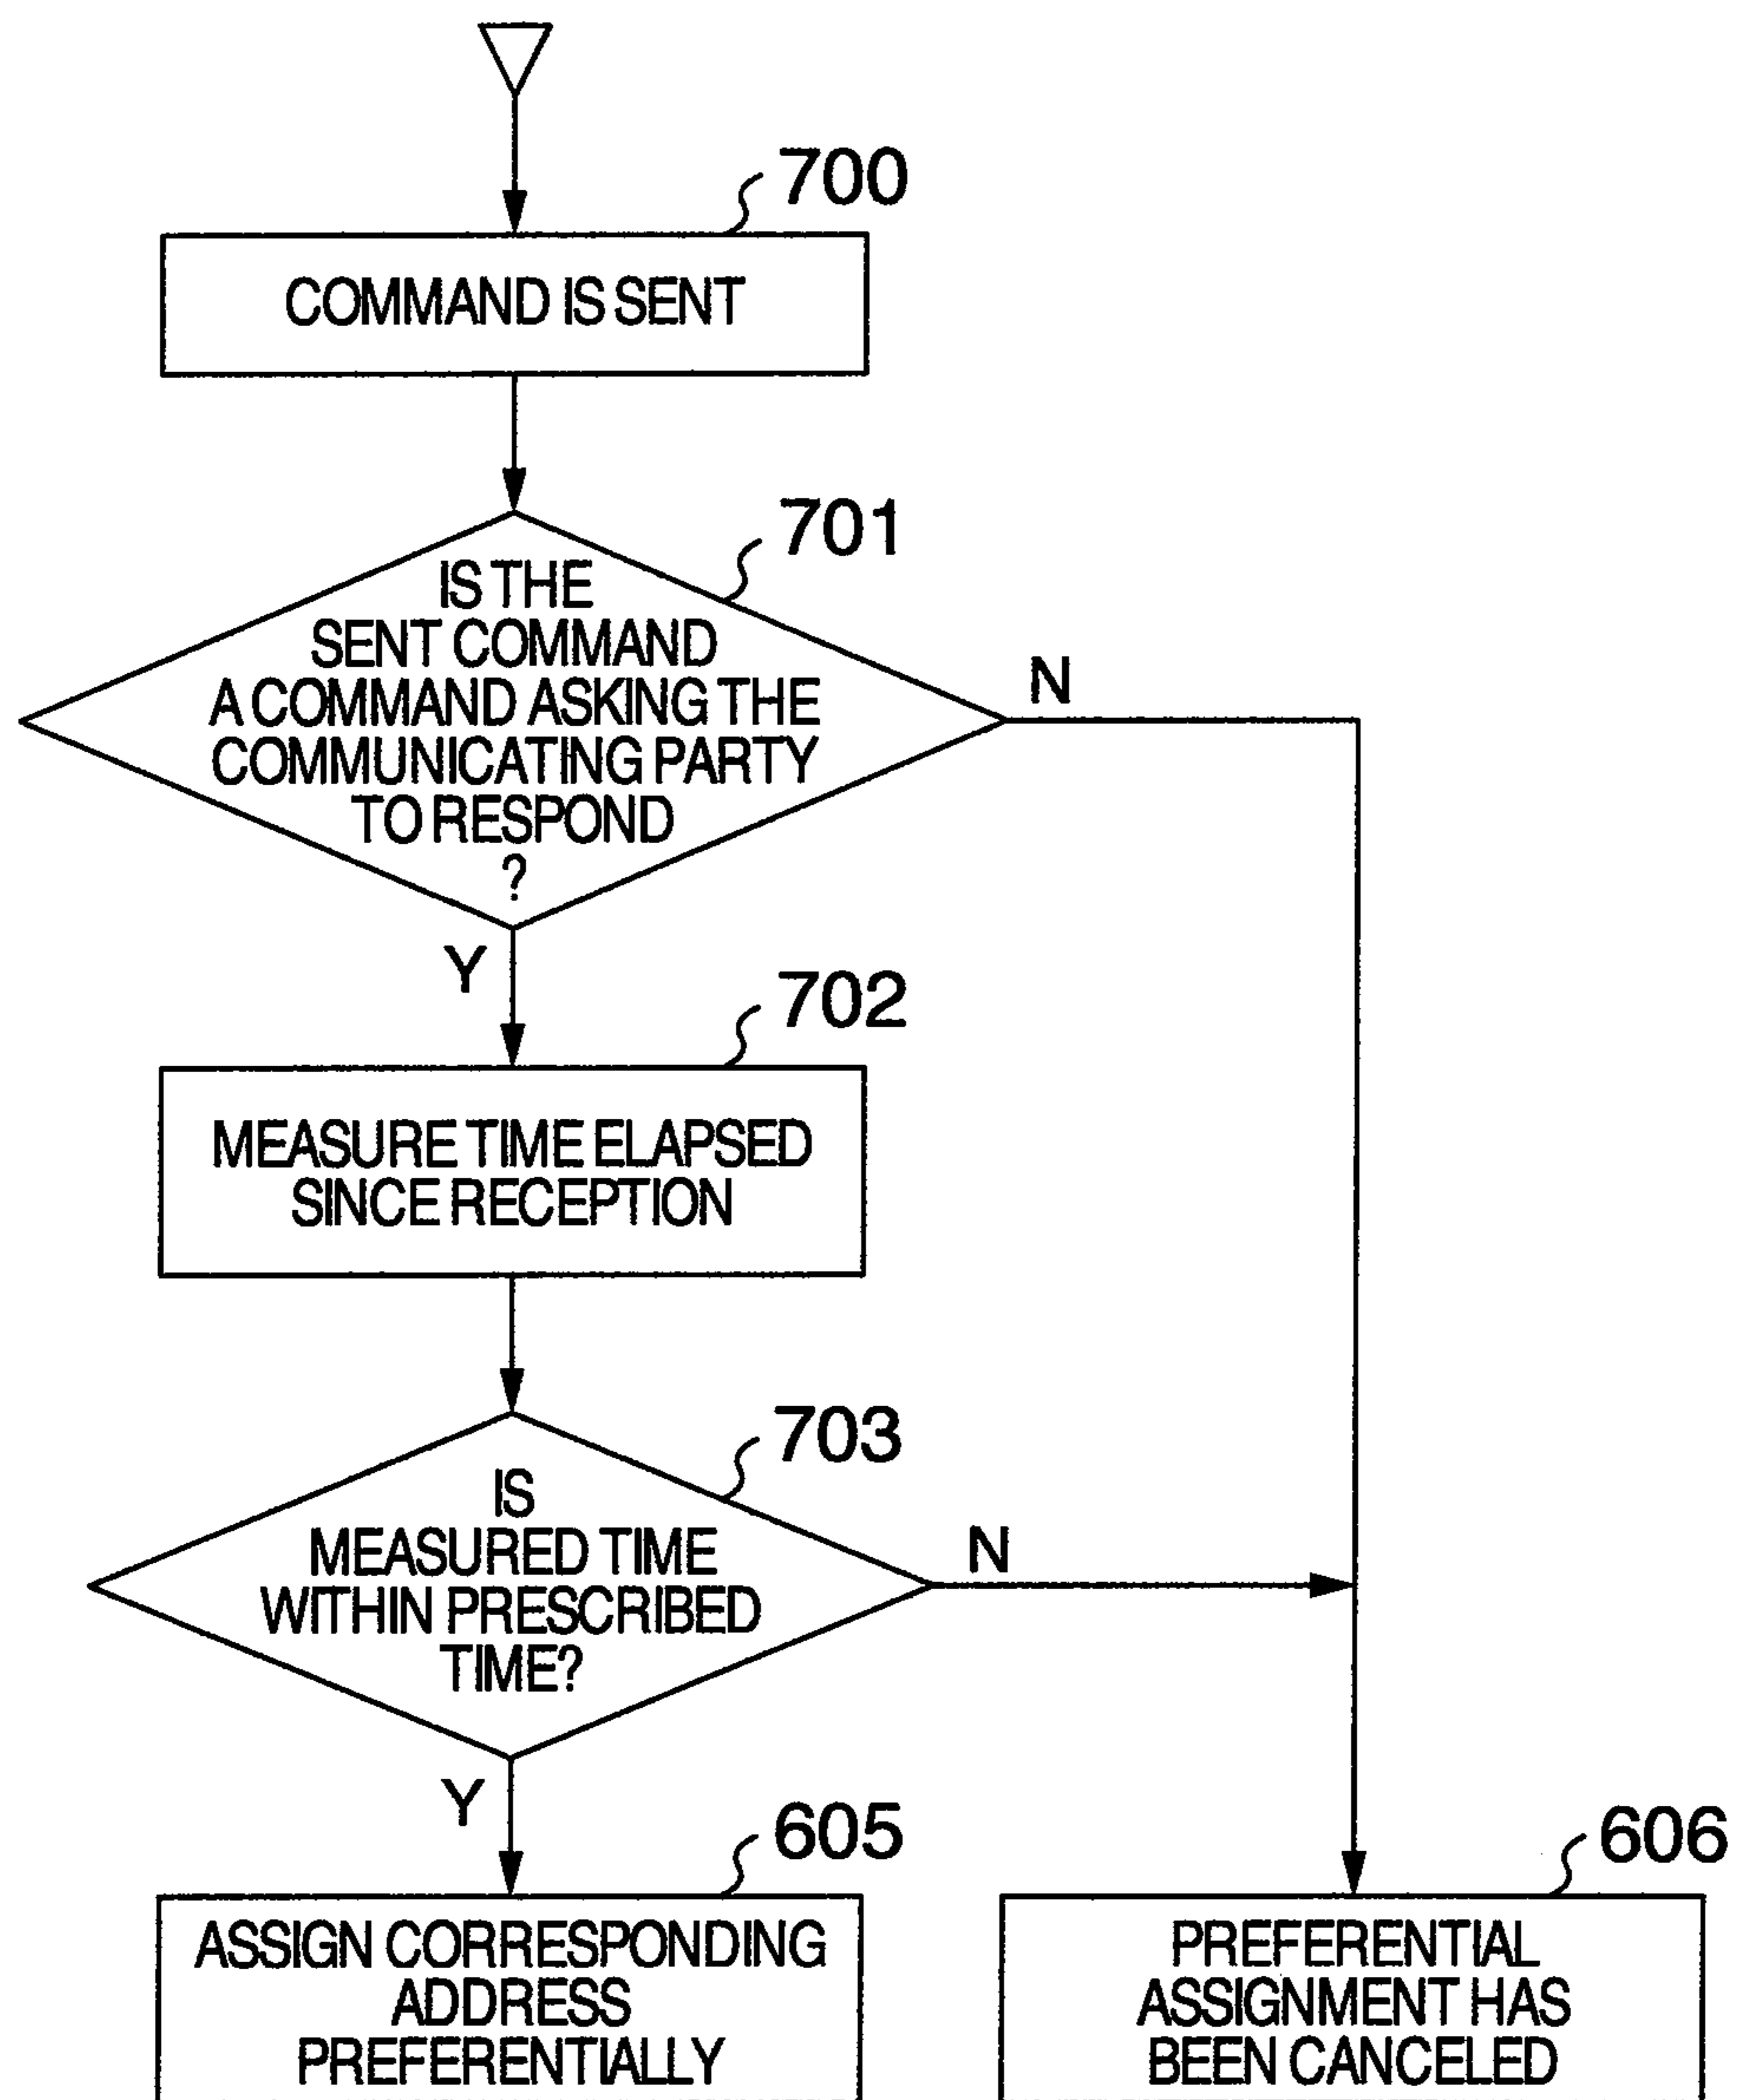 700
COMMAND IS SENT
701
IS THE
SENT COMMAND
A COMMAND ASKING THE
COMMUNICATING PARTY
TO RESPOND
?
N
Y
702
MEASURE TIME ELAPSED
SINCE RECEPTION
703
IS
MEASURED TIME
WITHIN PRESCRIBED
TIME?
N
Y
605
ASSIGN CORRESPONDING
ADDRESS
PREFERENTIALLY
606
PREFERENTIAL
ASSIGNMENT HAS
BEEN CANCELED